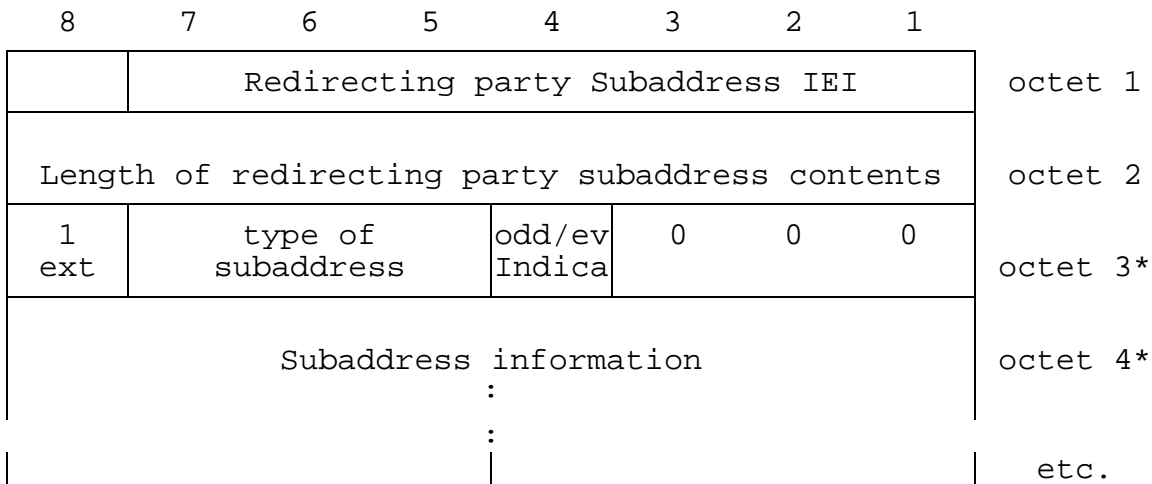 8 7 6 5 4 3 2 1
Redirecting party Subaddress IEI octet 1
Length of redirecting party subaddress contents octet 2
1 type of odd/ev 0 0 0
ext subaddress Indica octet 3*
Subaddress information octet 4*
:
:
etc.